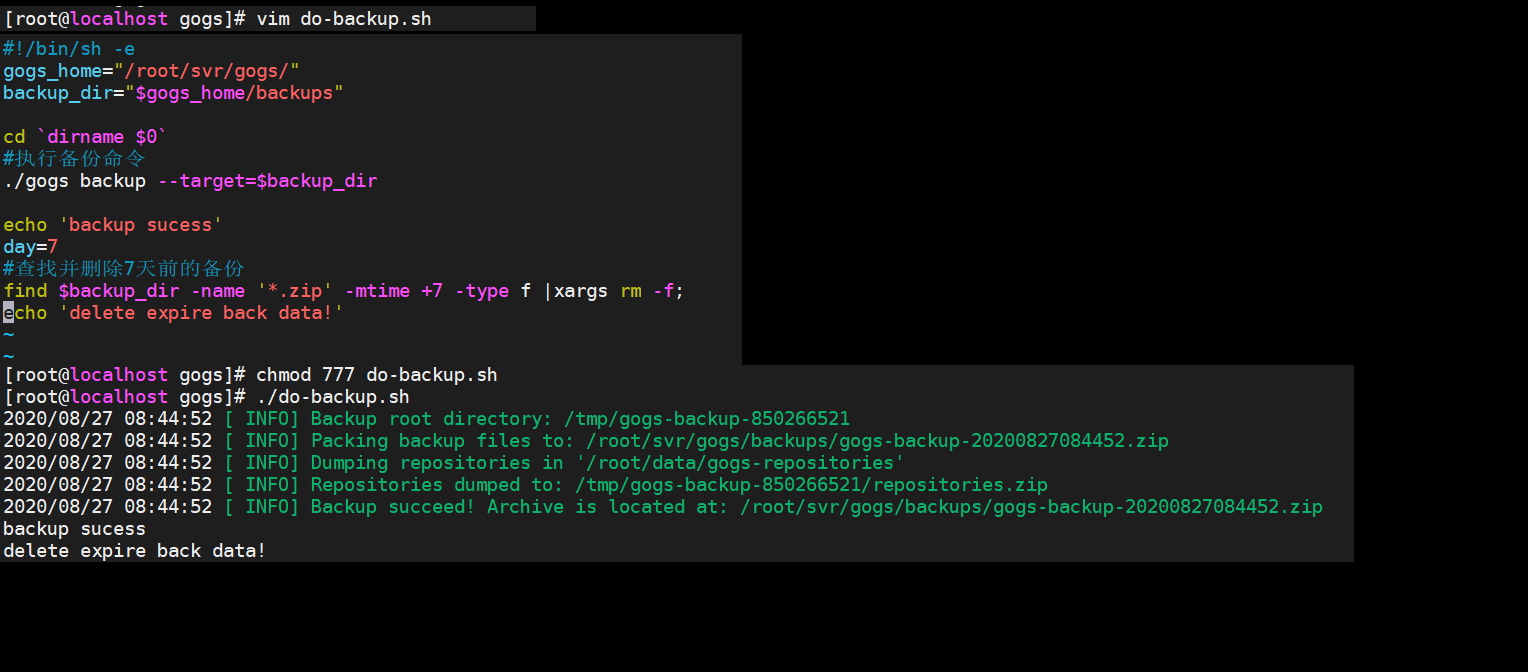 [root@localhost gogs]# vim do-backup.sh
#!/bin/sh -e
gogs_home="/root/svr/gogs/"
backup_dir="$gogs_home/backups"
cd `dirname $0`
#执行备份命令
./gogs backup --target=$backup_dir
echo 'backup sucess'
day=7
#查找并删除7天前的备份
find $backup_dir -name '*.zip' -mtime +7 -type f |xargs rm -f;
echo 'delete expire back data!'
~
~
[root@localhost gogs]# chmod 777 do-backup.sh
[root@localhost gogs]# ./do-backup.sh
2020/08/27 08:44:52 [ INFO] Backup root directory: /tmp/gogs-backup-850266521
2020/08/27 08:44:52 [ INFO] Packing backup files to: /root/svr/gogs/backups/gogs-backup-20200827084452.zip
2020/08/27 08:44:52 [ INFO] Dumping repositories in '/root/data/gogs-repositories'
2020/08/27 08:44:52 [ INFO] Repositories dumped to: /tmp/gogs-backup-850266521/repositories.zip
2020/08/27 08:44:52 [ INFO] Backup succeed! Archive is located at: /root/svr/gogs/backups/gogs-backup-20200827084452.zip
backup sucess
delete expire back data!